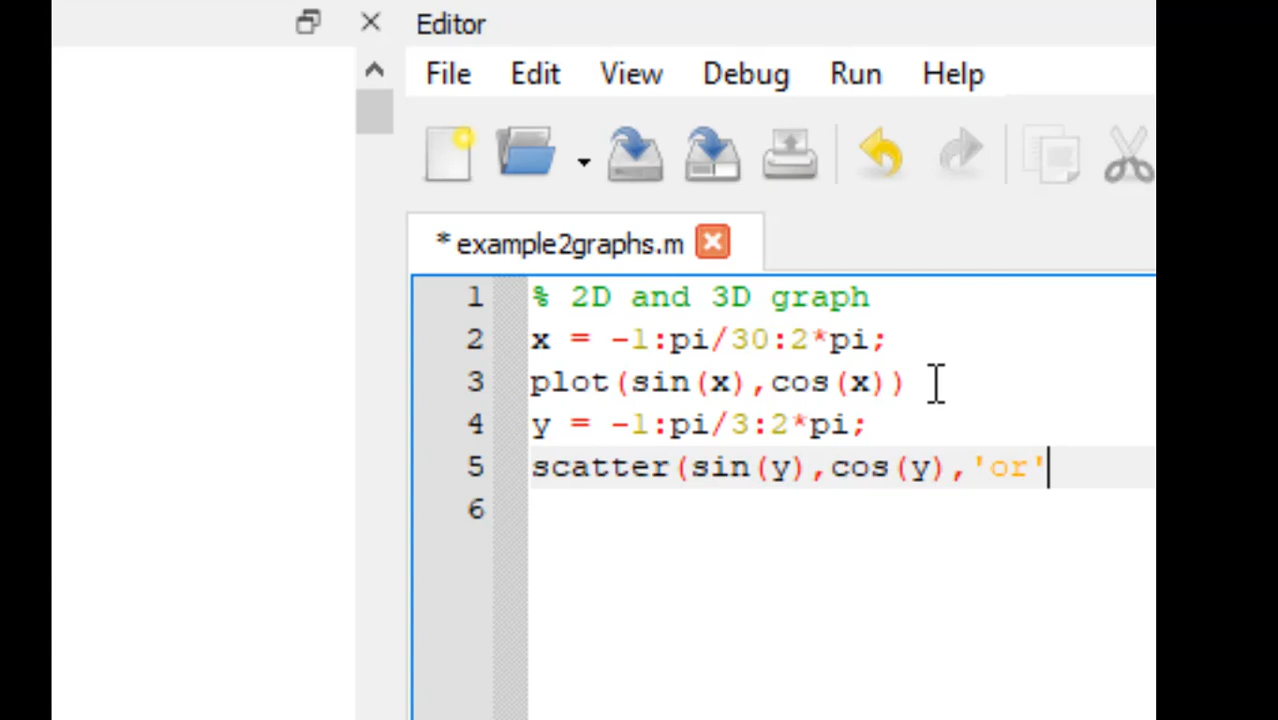 Editor
File Edit View Debug Run Help
* example2graphs.m
1 % 2D and 3D graph
2 x = -1:pi/30:2*pi;
3 plot(sin(x),cos(x))
4 y = -1:pi/3:2*pi;
5 scatter(sin(y),cos(y),'or'
6